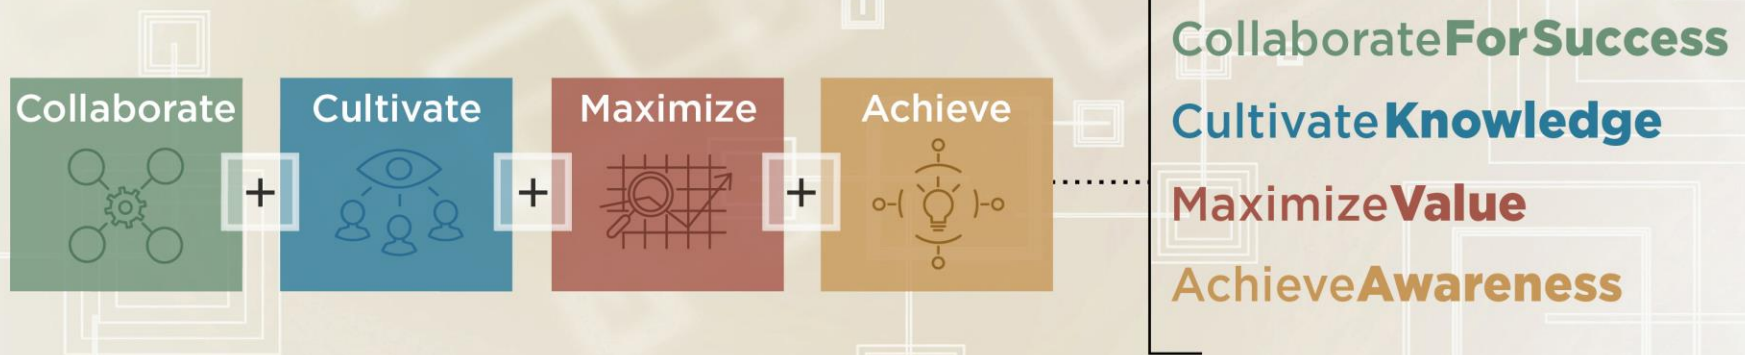 Collaborate + Cultivate + Maximize + Achieve
CollaborateForSuccess
CultivateKnowledge
MaximizeValue
AchieveAwareness